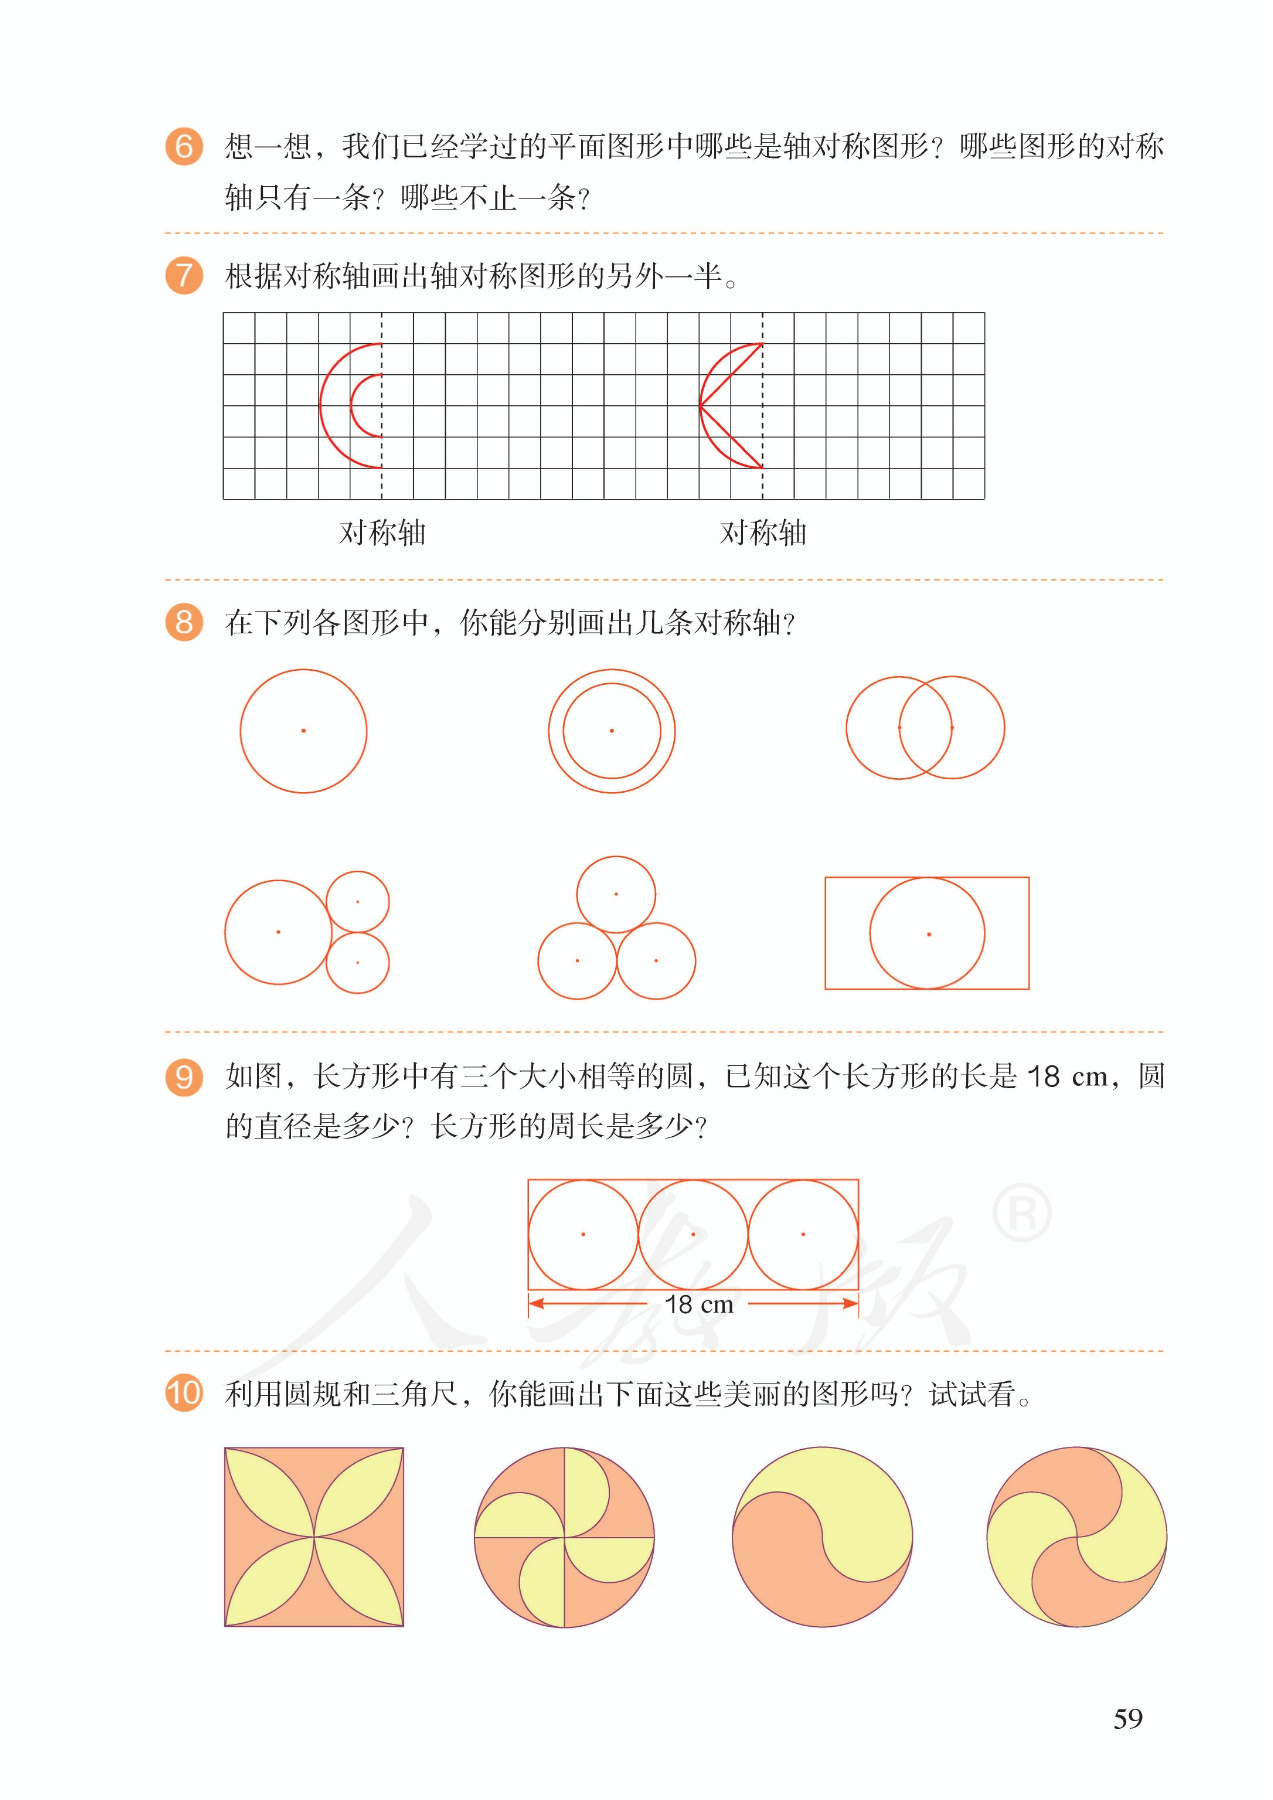 6 想一想，我们已经学过的平面图形中哪些是轴对称图形？哪些图形的对称
轴只有一条？哪些不止一条？
7 根据对称轴画出轴对称图形的另外一半。
对称轴 对称轴
8 在下列各图形中，你能分别画出几条对称轴？
9 如图，长方形中有三个大小相等的圆，已知这个长方形的长是 18 cm，圆
的直径是多少？长方形的周长是多少？
人教版®
18 cm
10 利用圆规和三角尺，你能画出下面这些美丽的图形吗？试试看。
59